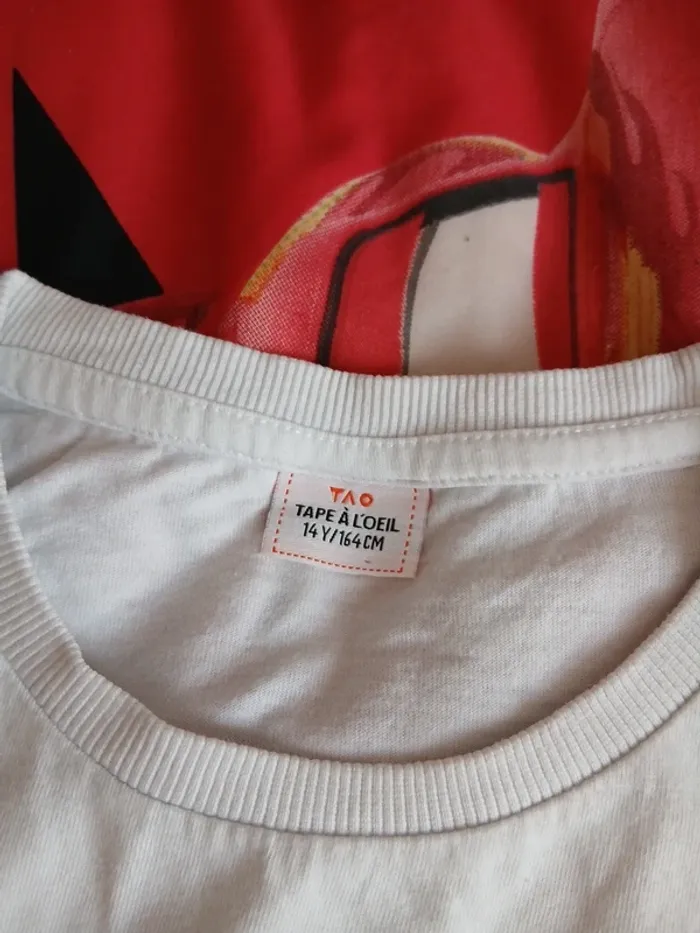 TAO
TAPE À L'OEIL
14 Y/164 CM